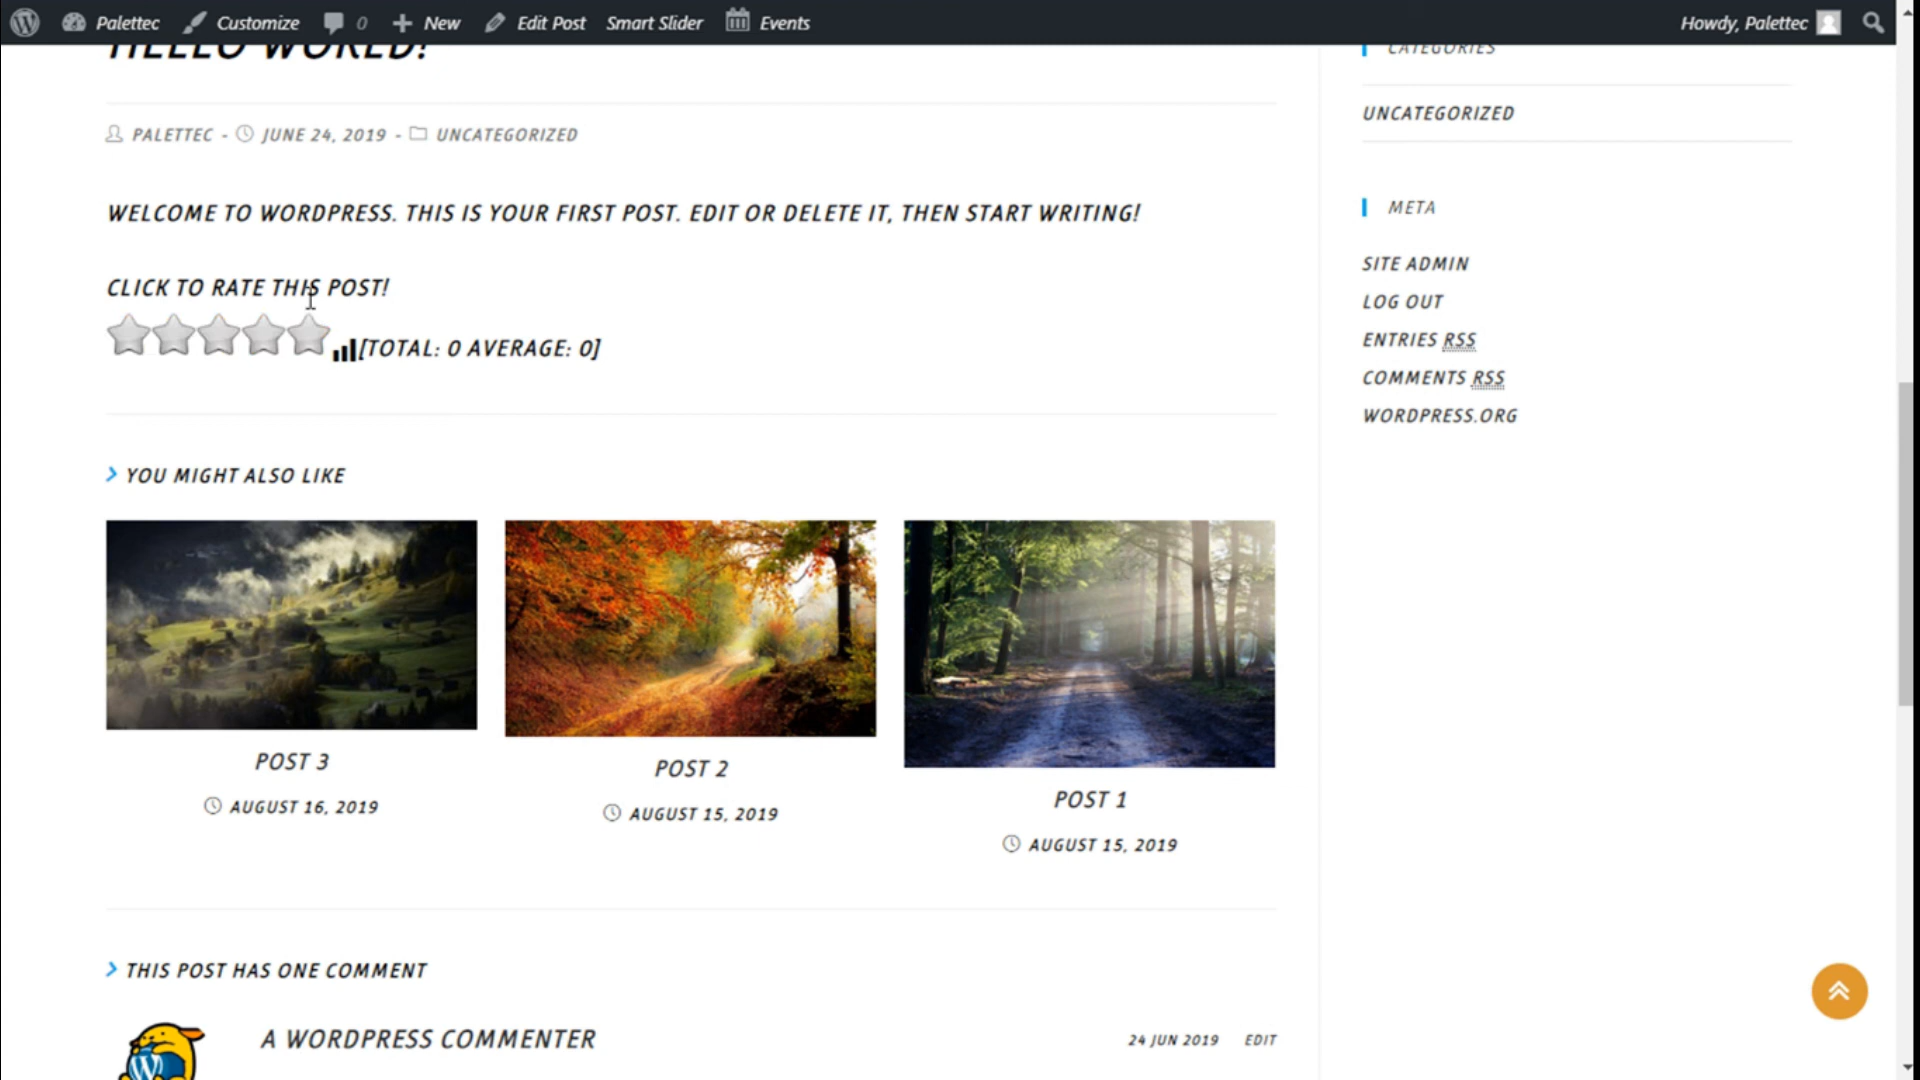 Palettec Customize 0 New Edit Post Smart Slider Events Howdy, Palettec
HELLO WORLD!
PALETTEC - JUNE 24, 2019 - UNCATEGORIZED
WELCOME TO WORDPRESS. THIS IS YOUR FIRST POST. EDIT OR DELETE IT, THEN START WRITING!
CLICK TO RATE THIS POST!
[TOTAL: 0 AVERAGE: 0]
YOU MIGHT ALSO LIKE
POST 3
AUGUST 16, 2019
POST 2
AUGUST 15, 2019
POST 1
AUGUST 15, 2019
THIS POST HAS ONE COMMENT
A WORDPRESS COMMENTER
24 JUN 2019 EDIT
CATEGORIES
UNCATEGORIZED
META
SITE ADMIN
LOG OUT
ENTRIES RSS
COMMENTS RSS
WORDPRESS.ORG